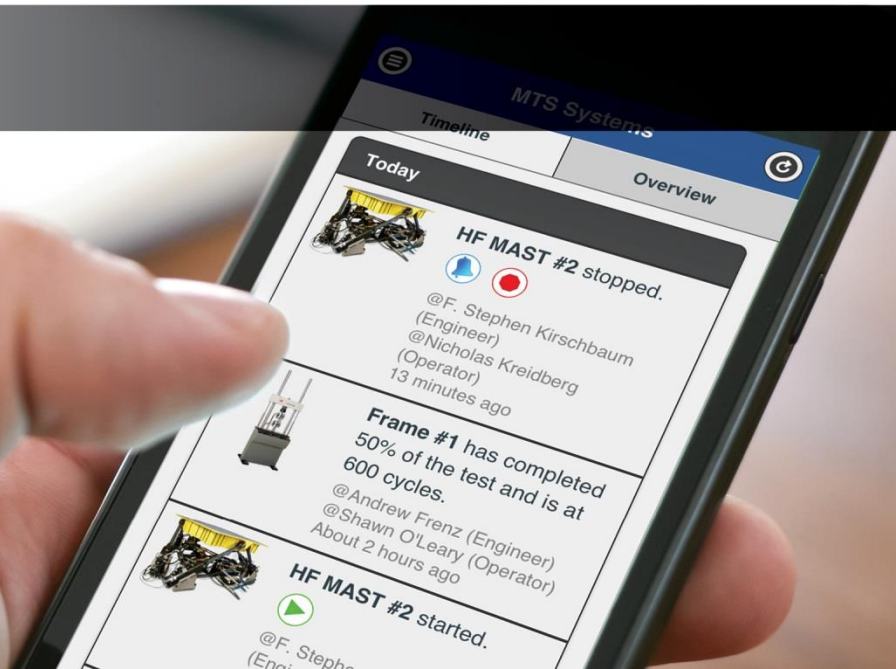 MTS Systems
Timeline
Overview
Today
HF MAST #2 stopped.
@F. Stephen Kirschbaum
(Engineer)
@Nicholas Kreidberg
(Operator)
13 minutes ago
Frame #1 has completed
50% of the test and is at
600 cycles.
@Andrew Frenz (Engineer)
@Shawn O'Leary (Operator)
About 2 hours ago
HF MAST #2 started.
@F. Stephe
(Engi